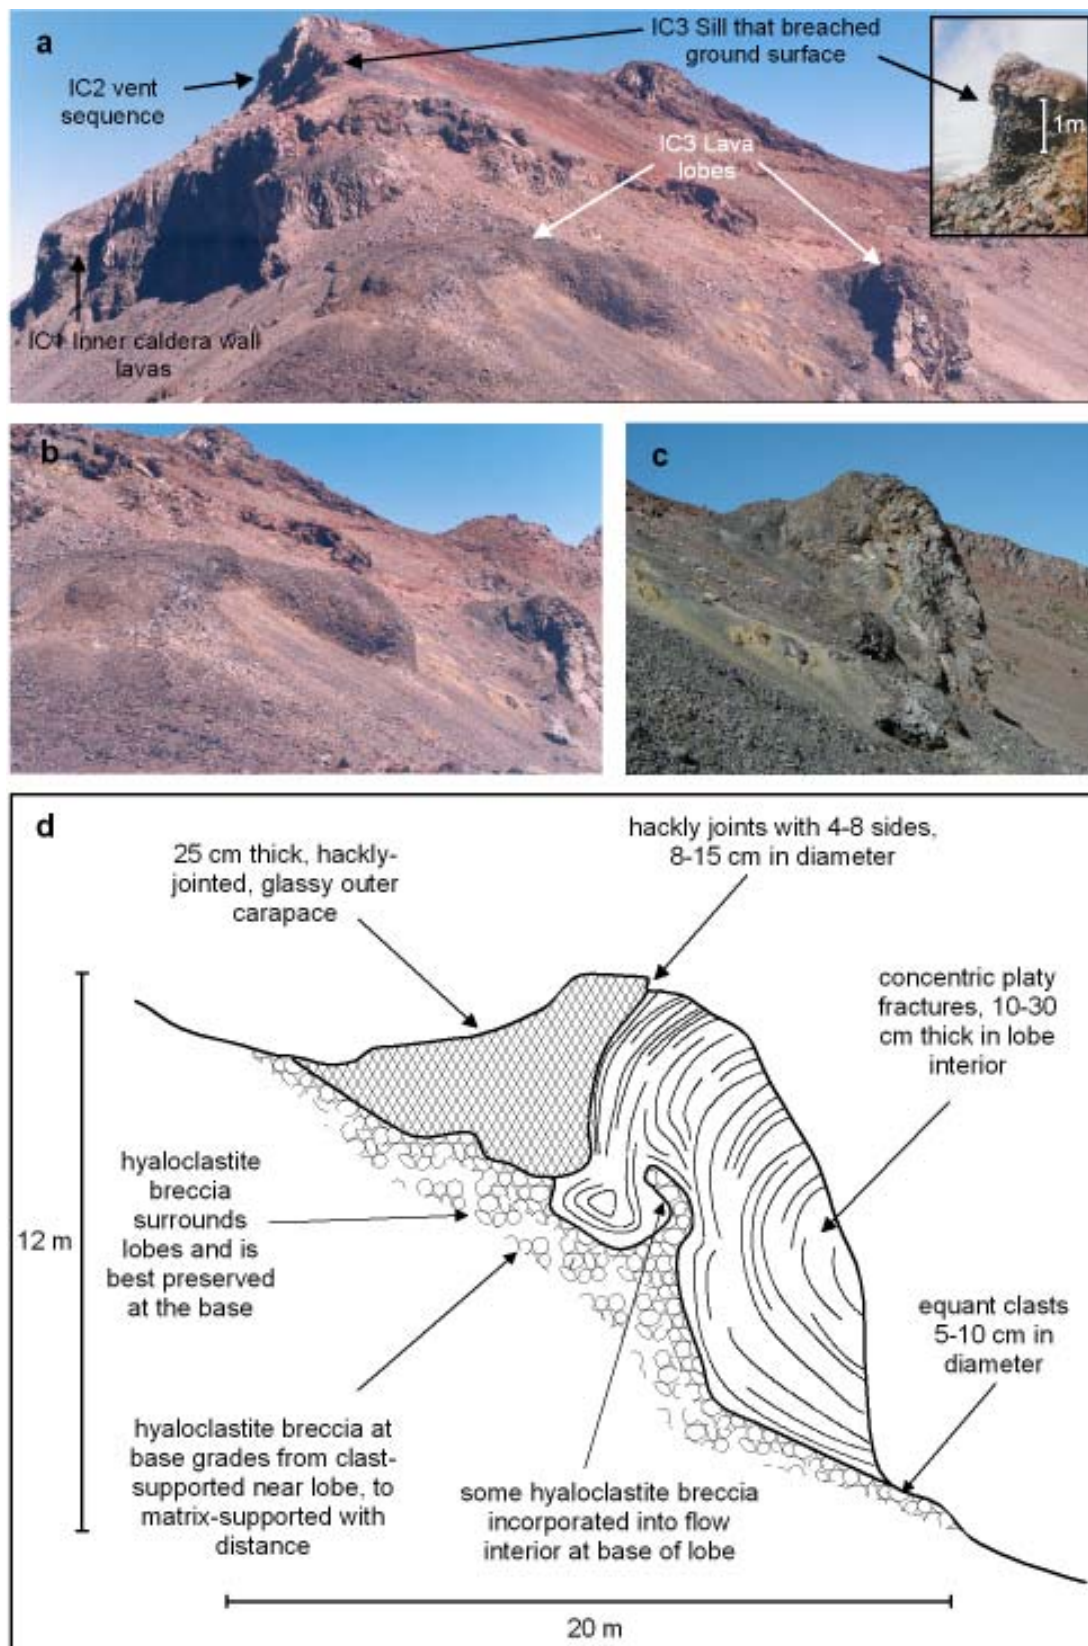 a
IC3 Sill that breached
ground surface
IC2 vent
sequence
1m
IC3 Lava
lobes
IC1 Inner caldera wall
lavas
b
c
d
25 cm thick, hackly-
jointed, glassy outer
carapace
hackly joints with 4-8 sides,
8-15 cm in diameter
concentric platy
fractures, 10-30
cm thick in lobe
interior
hyaloclastite
breccia
surrounds
lobes and is
best preserved
at the base
12 m
equant clasts
5-10 cm in
diameter
hyaloclastite breccia at
base grades from clast-
supported near lobe, to
matrix-supported with
distance
some hyaloclastite breccia
incorporated into flow
interior at base of lobe
20 m